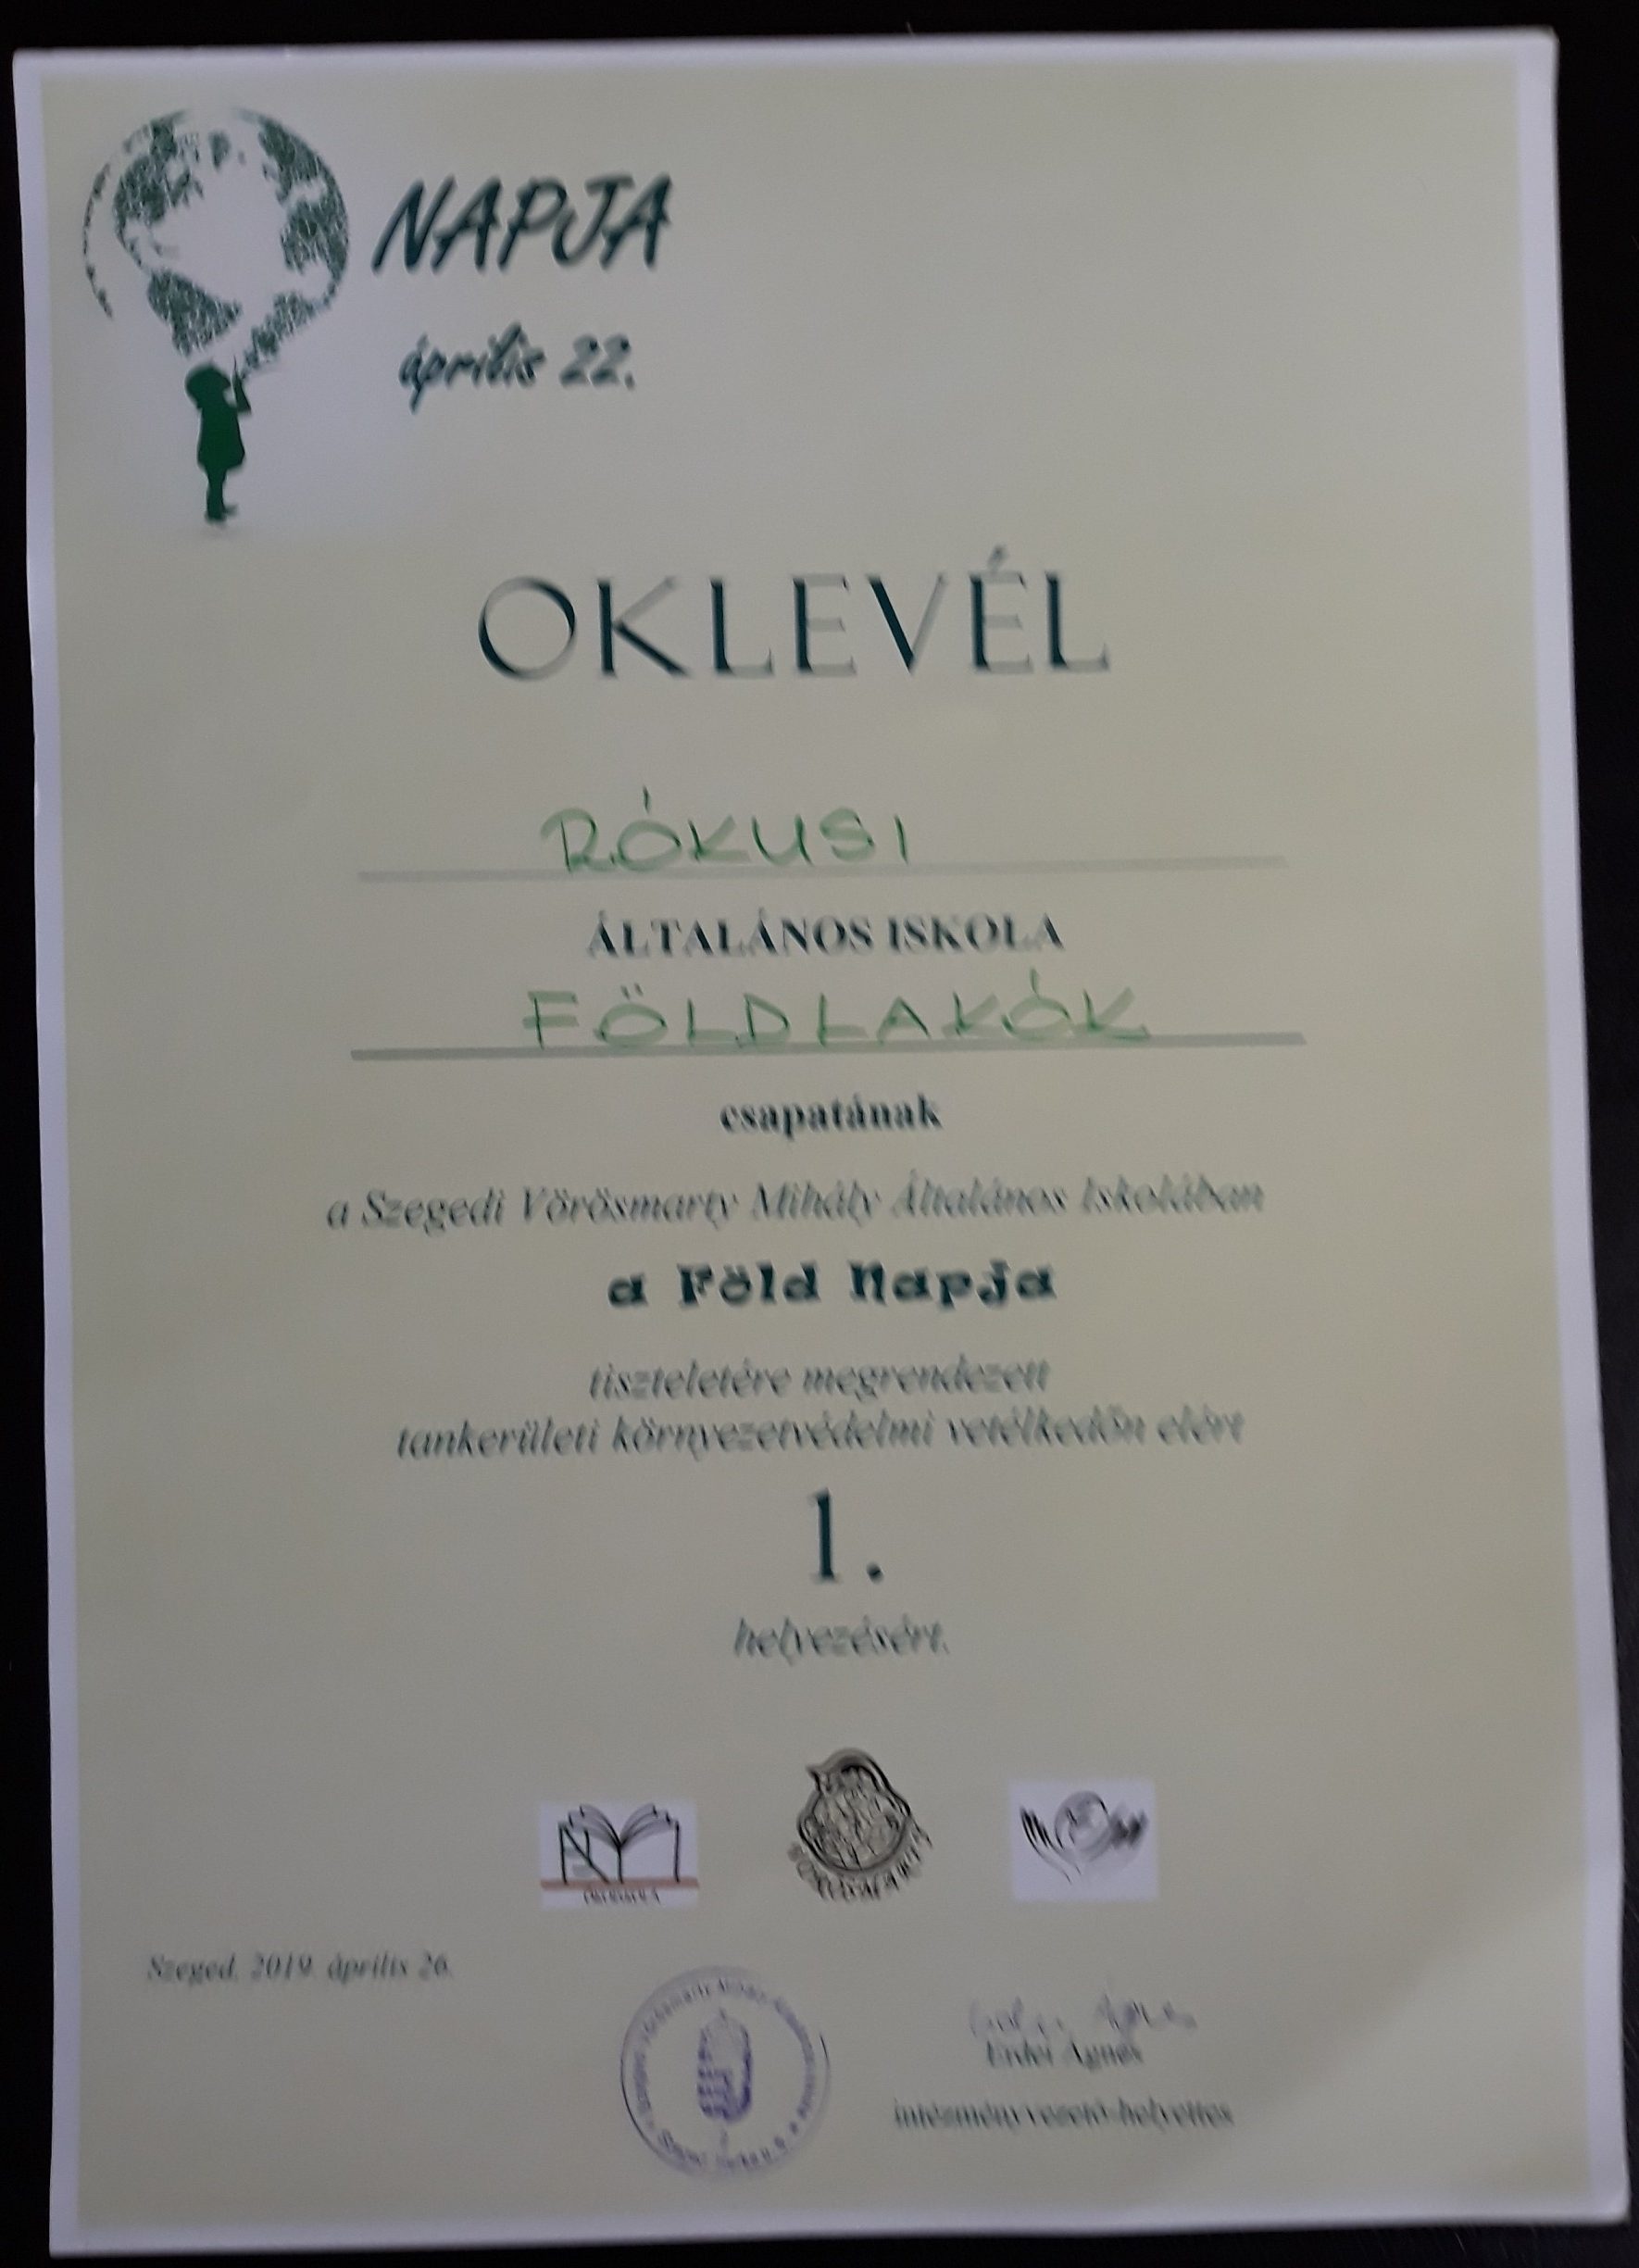 NAPJA
április 22.
OKLEVÉL
RÓKUSI
ÁLTALÁNOS ISKOLA
FÖLDLAKÓK
csapatának
a Szegedi Vörösmarty Mihály Általános Iskolában
a Föld Napja
tiszteletére megrendezett
tankerületi környezetvédelmi vetélkedőn elért
1.
helyezésért.
ÖKOISKOLA
Szeged, 2019. április 26.
Erdei Ágnes
intézményvezető-helyettes